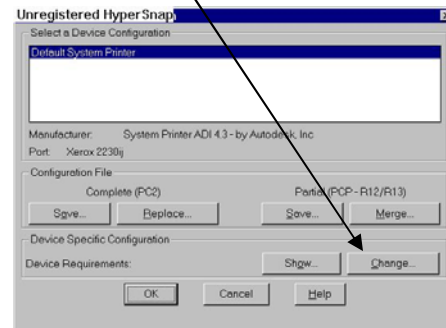 Unregistered HyperSnap
Select a Device Configuration
Default System Printer
Manufacturer: System Printer ADI 4.3 - by Autodesk, Inc
Port: Xerox 2230ij
Configuration File
Complete (PC2) Partial (PCP - R12/R13)
Save... Replace... Save... Merge...
Device Specific Configuration
Device Requirements: Show... Change...
OK Cancel Help